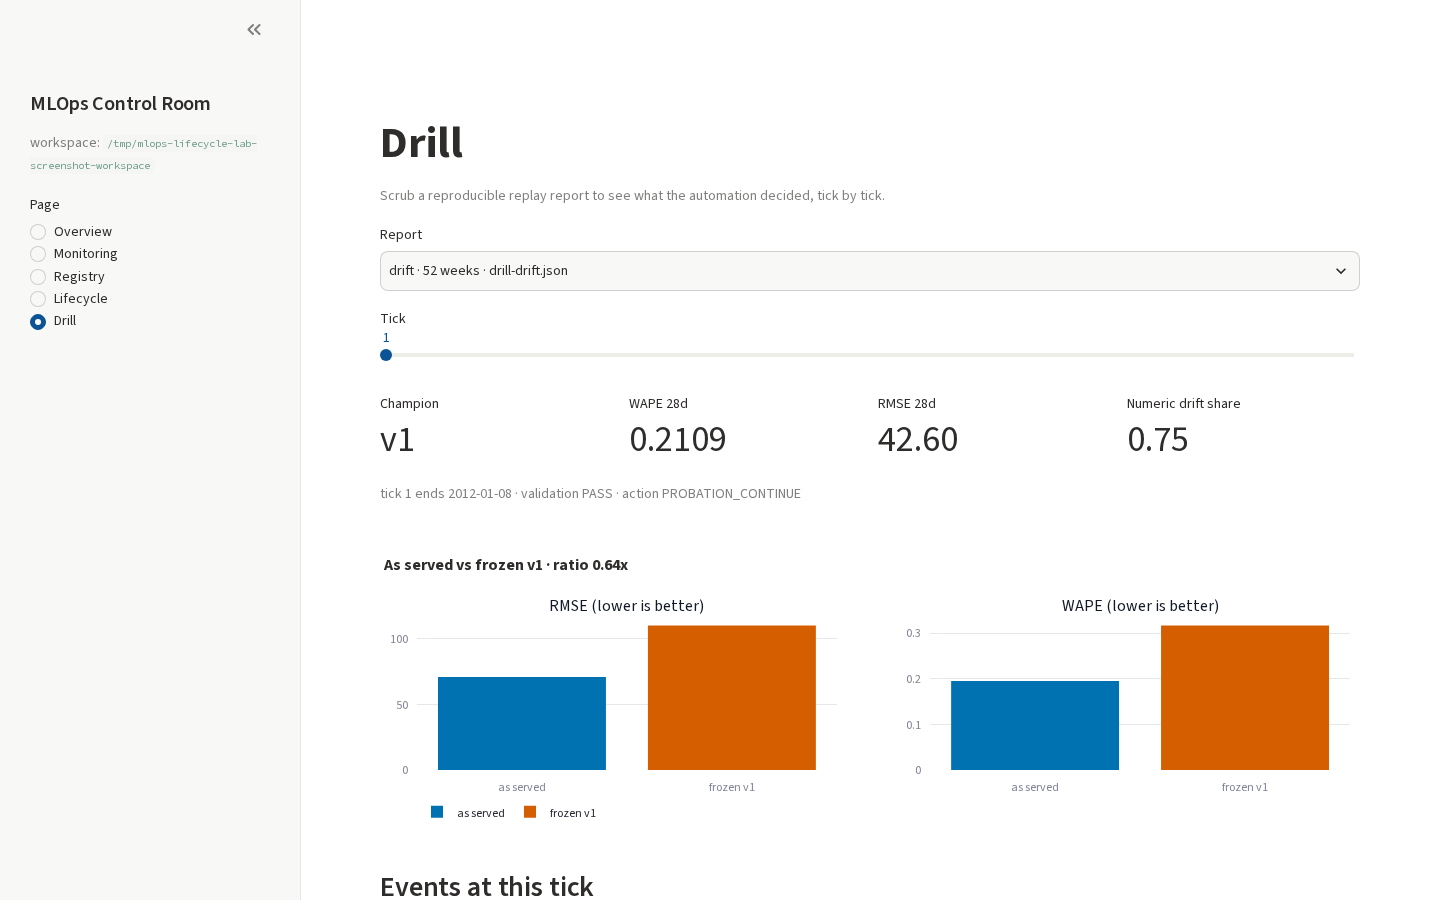 MLOps Control Room
workspace: /tmp/mlops-lifecycle-lab-
screenshot-workspace
Page
Overview
Monitoring
Registry
Lifecycle
Drill
Drill
Scrub a reproducible replay report to see what the automation decided, tick by tick.
Report
drift · 52 weeks · drill-drift.json
Tick
1
Champion
v1
WAPE 28d
0.2109
RMSE 28d
42.60
Numeric drift share
0.75
tick 1 ends 2012-01-08 · validation PASS · action PROBATION_CONTINUE
As served vs frozen v1 · ratio 0.64x
RMSE (lower is better)
100
50
0
as served
frozen v1
as served
frozen v1
WAPE (lower is better)
0.3
0.2
0.1
0
as served
frozen v1
Events at this tick